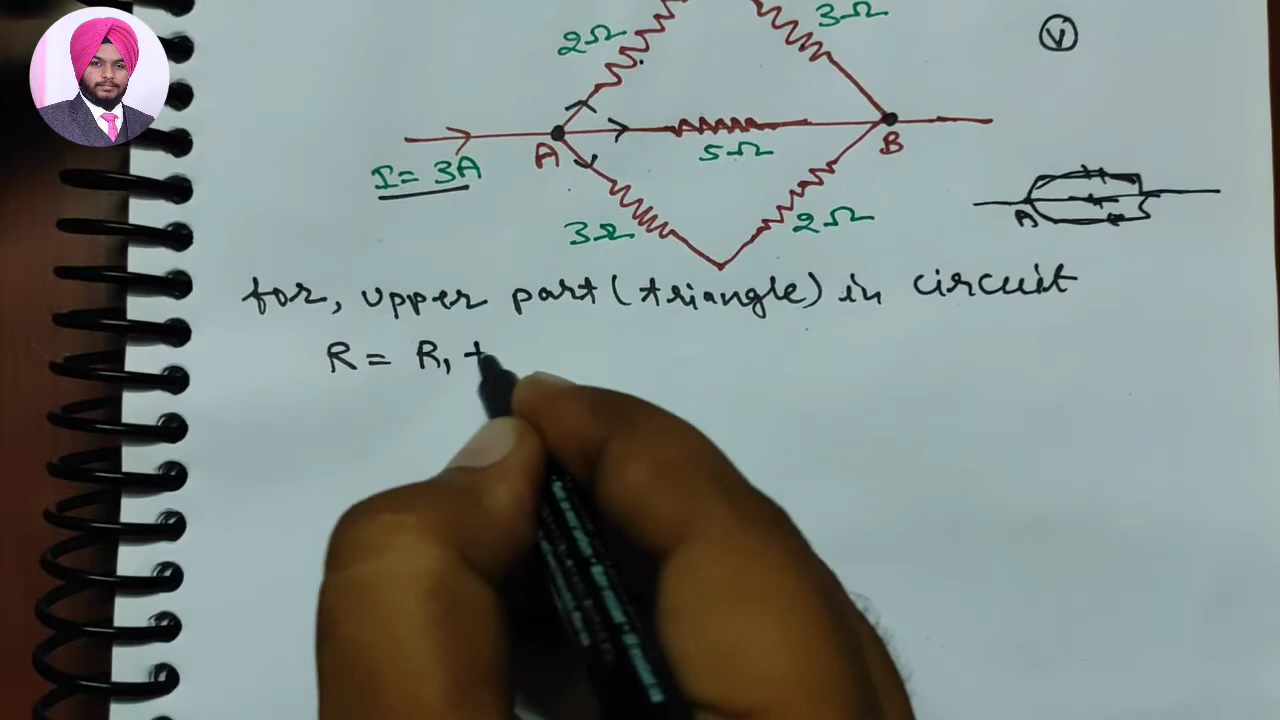 2Ω 3Ω
V
A 5Ω B
I = 3A
3Ω 2Ω
A
for, upper part (triangle) in circuit
R = R₁ +